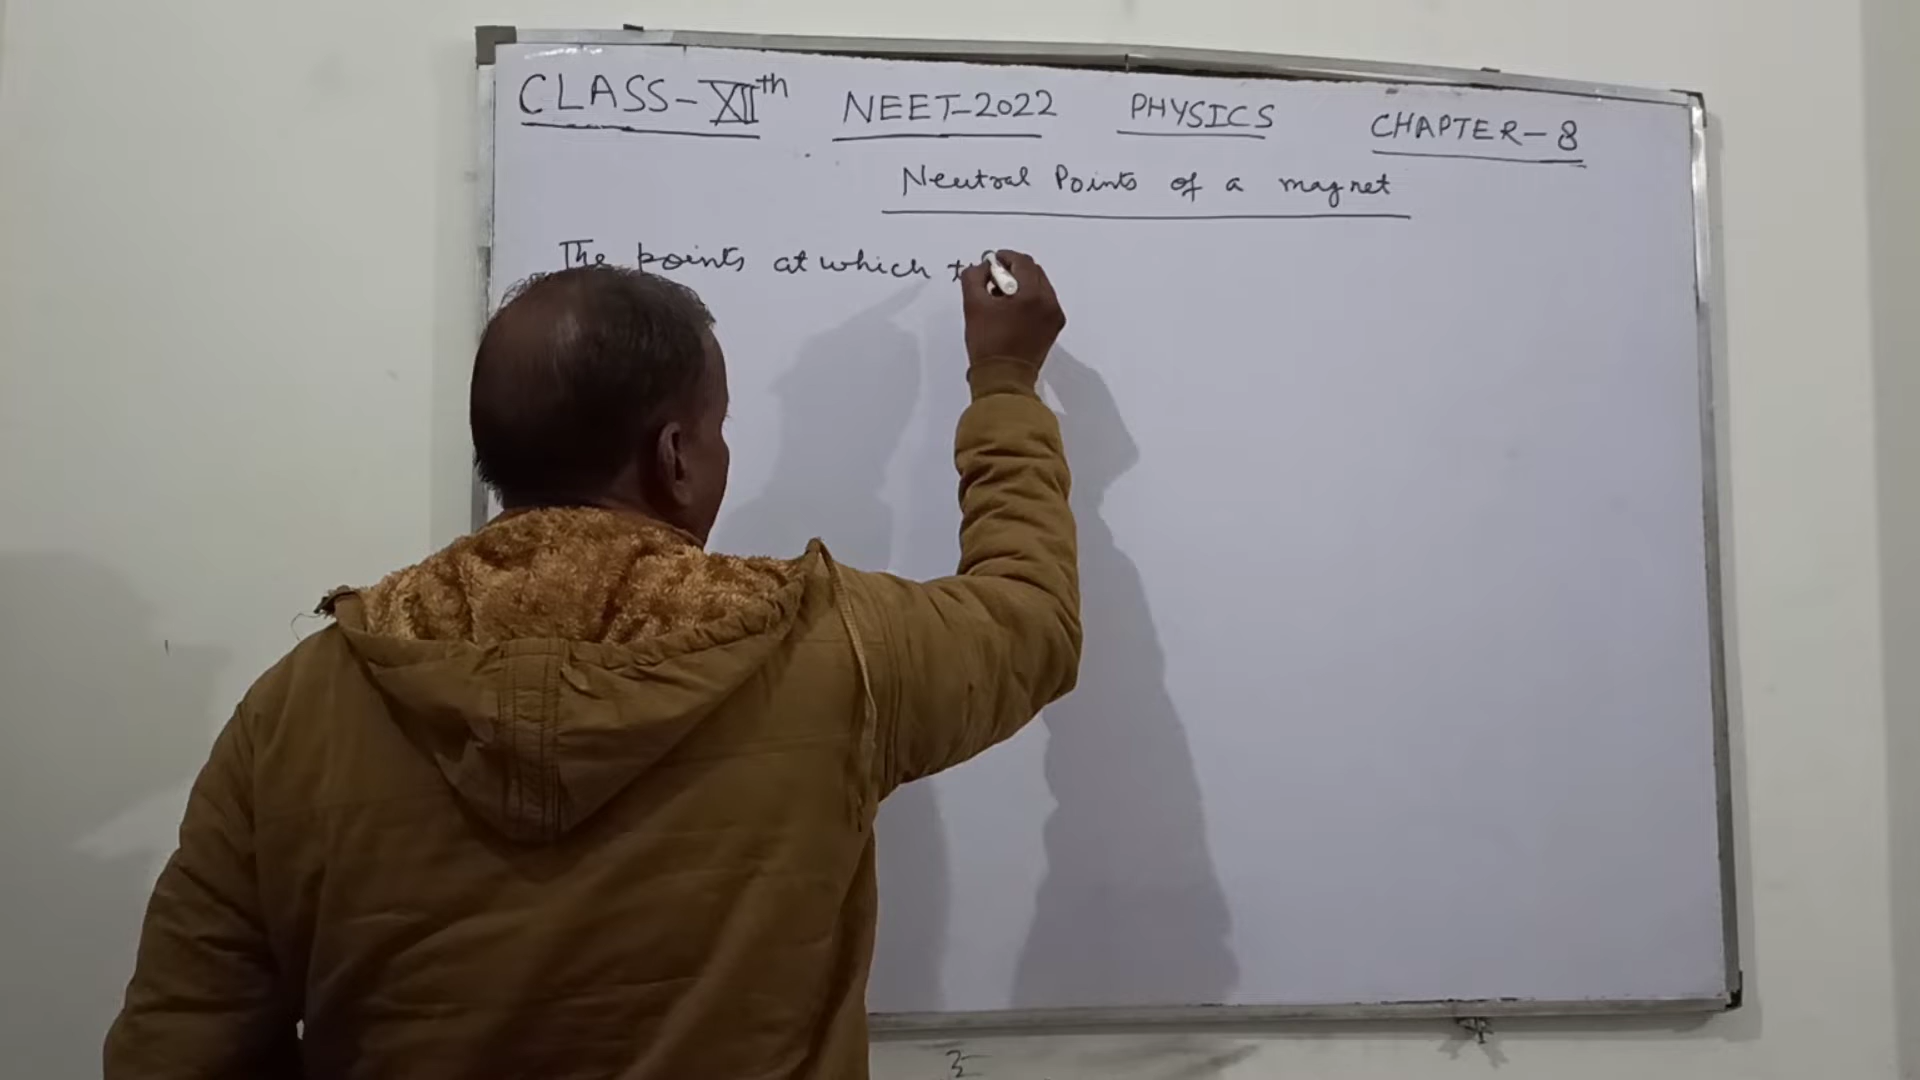 CLASS-XIIth NEET-2022 PHYSICS CHAPTER-8
Neutral Points of a magnet
The points at which